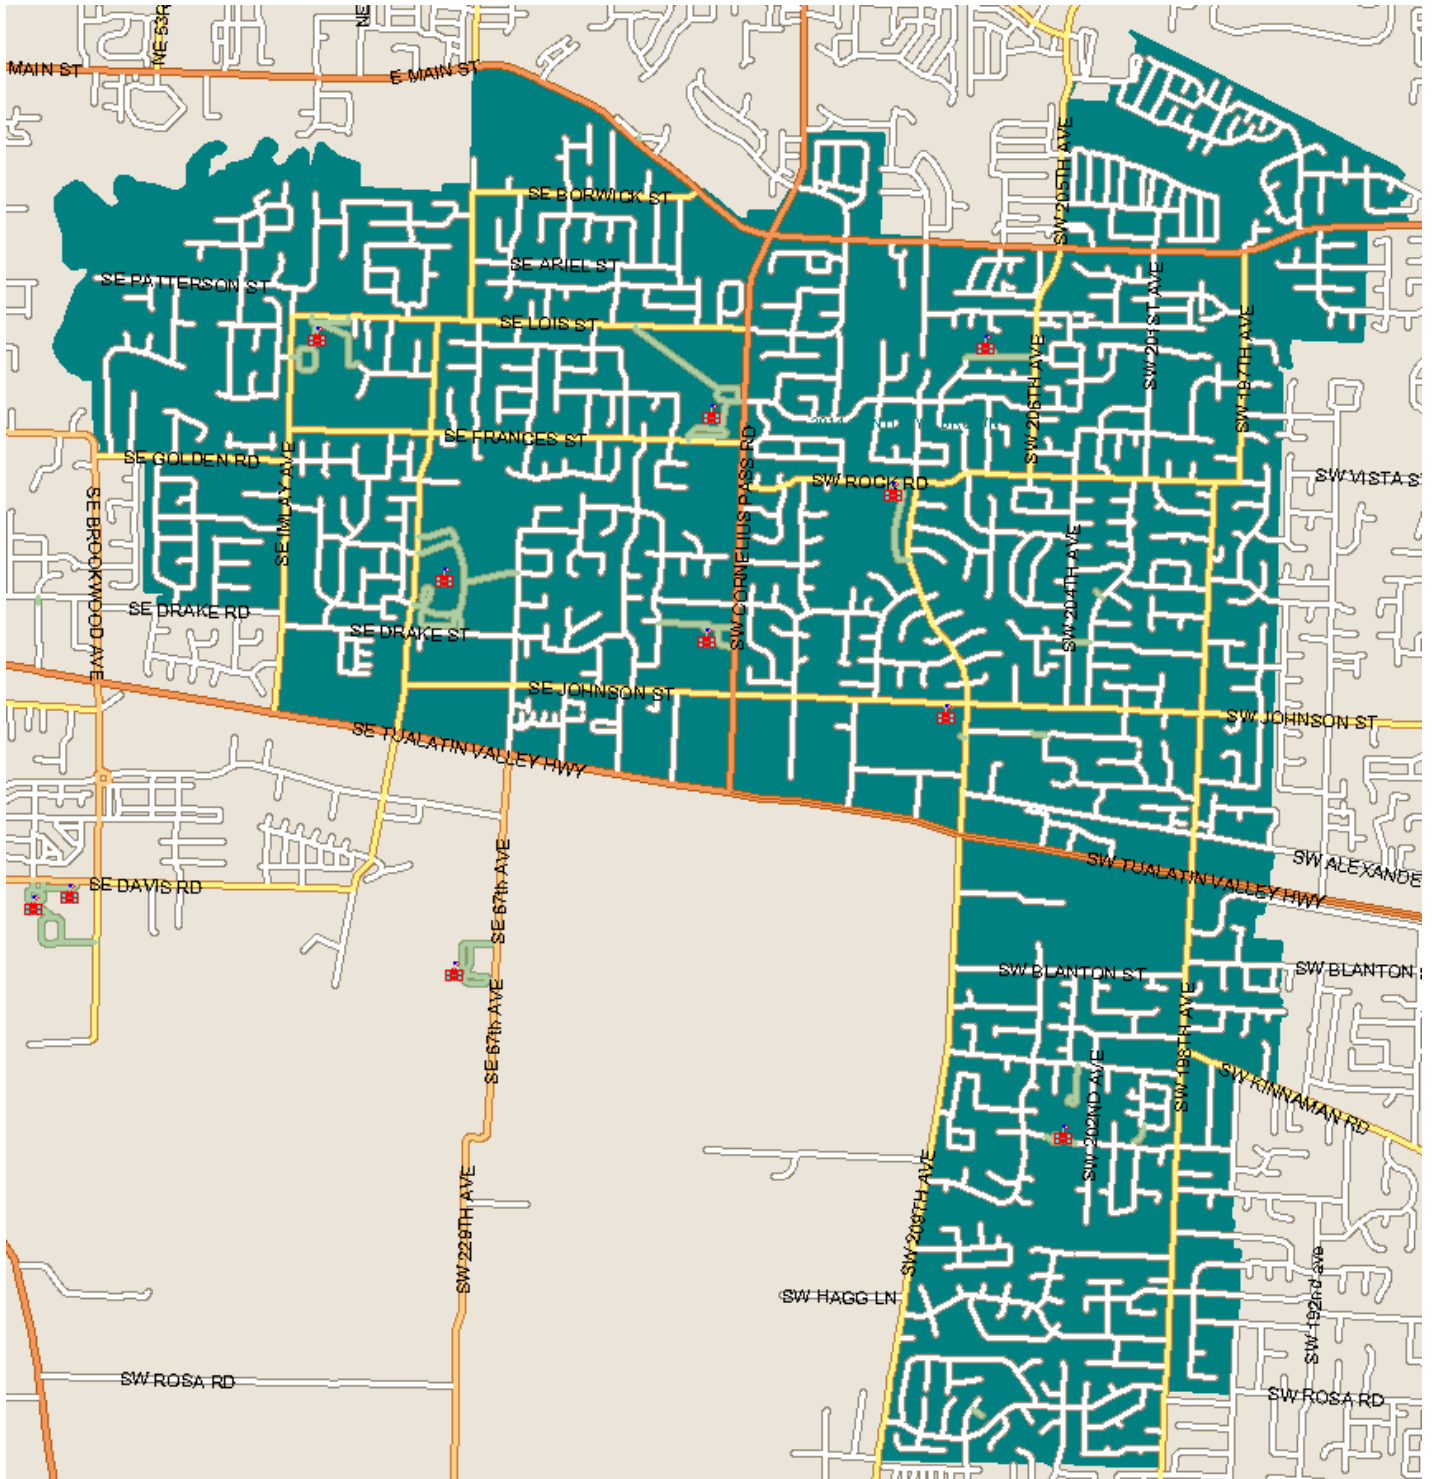 NE 53R
NE
MAIN ST
E MAIN ST
SW 205TH AVE
SE BORWICK ST
SE ARIEL ST
SE PATTERSON ST
SW 201ST AVE
SE LOIS ST
SW 206TH AVE
SW 197TH AVE
SE FRANCES ST
SE GOLDEN RD
SW ROCK RD
SW VISTA S
SE IMLAY AVE
SE BROOKWOOD AVE
SW CORNELIUS PASS RD
SW 204TH AVE
SE DRAKE RD
SE DRAKE ST
SE JOHNSON ST
SW JOHNSON ST
SE TUALATIN VALLEY HWY
SW ALEXANDE
SW TUALATIN VALLEY HWY
SE DAVIS RD
SE 67th AVE
SW BLANTON ST
SW BLANTON
SE 67th AVE
SW 198TH AVE
SW KINNAMAN RD
SW 202ND AVE
SW 209TH AVE
SW 229TH AVE
SW HAGG LN
SW 192nd ave
SW ROSA RD
SW ROSA RD